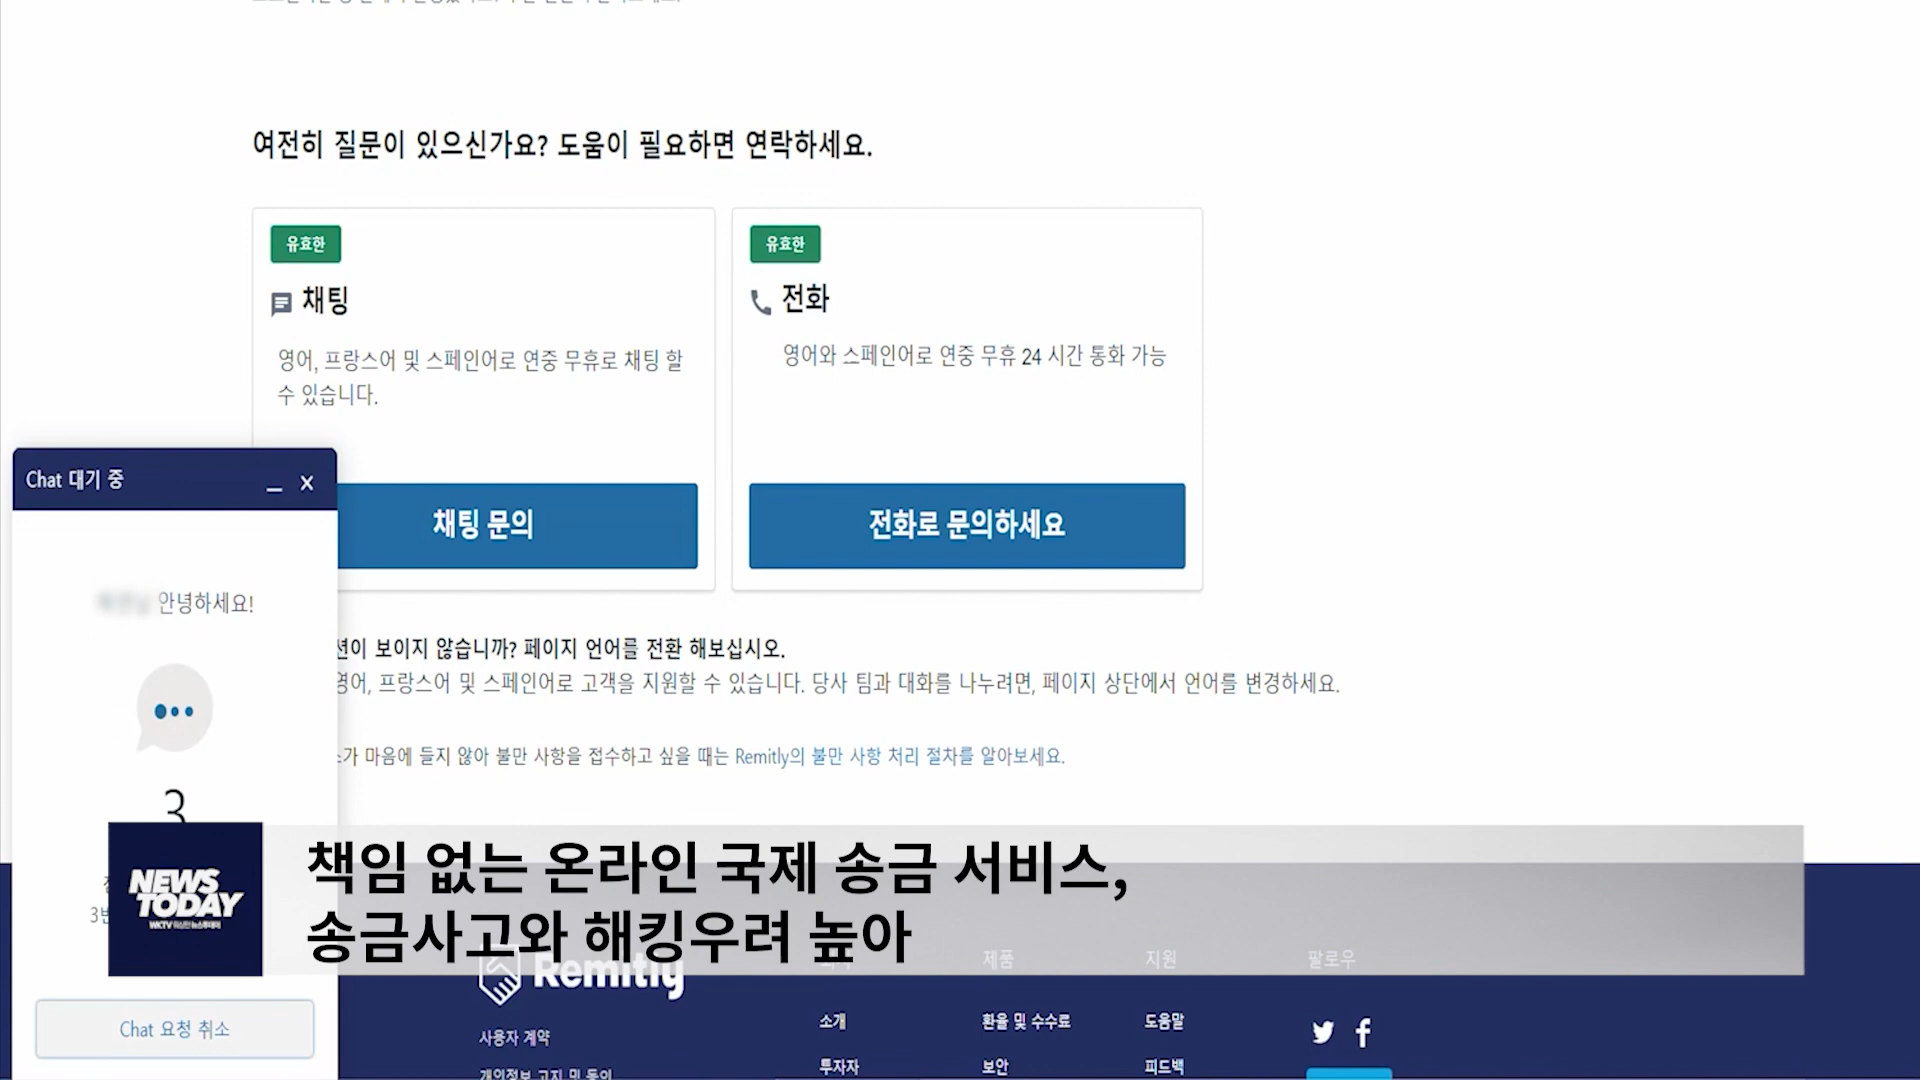 여전히 질문이 있으신가요? 도움이 필요하면 연락하세요.
유효한
채팅
영어, 프랑스어 및 스페인어로 연중 무휴로 채팅 할
수 있습니다.
채팅 문의
유효한
전화
영어와 스페인어로 연중 무휴 24 시간 통화 가능
전화로 문의하세요
Chat 대기 중
안녕하세요!
3
Chat 요청 취소
션이 보이지 않습니까? 페이지 언어를 전환 해보십시오.
영어, 프랑스어 및 스페인어로 고객을 지원할 수 있습니다. 당사 팀과 대화를 나누려면, 페이지 상단에서 언어를 변경하세요.
가 마음에 들지 않아 불만 사항을 접수하고 싶을 때는 Remitly의 불만 사항 처리 절차를 알아보세요.
NEWS
TODAY
책임 없는 온라인 국제 송금 서비스,
송금사고와 해킹우려 높아
Remitly
사용자 계약
개인정보 고지 및 동의
소개
투자자
제품
환율 및 수수료
보안
지원
도움말
피드백
팔로우